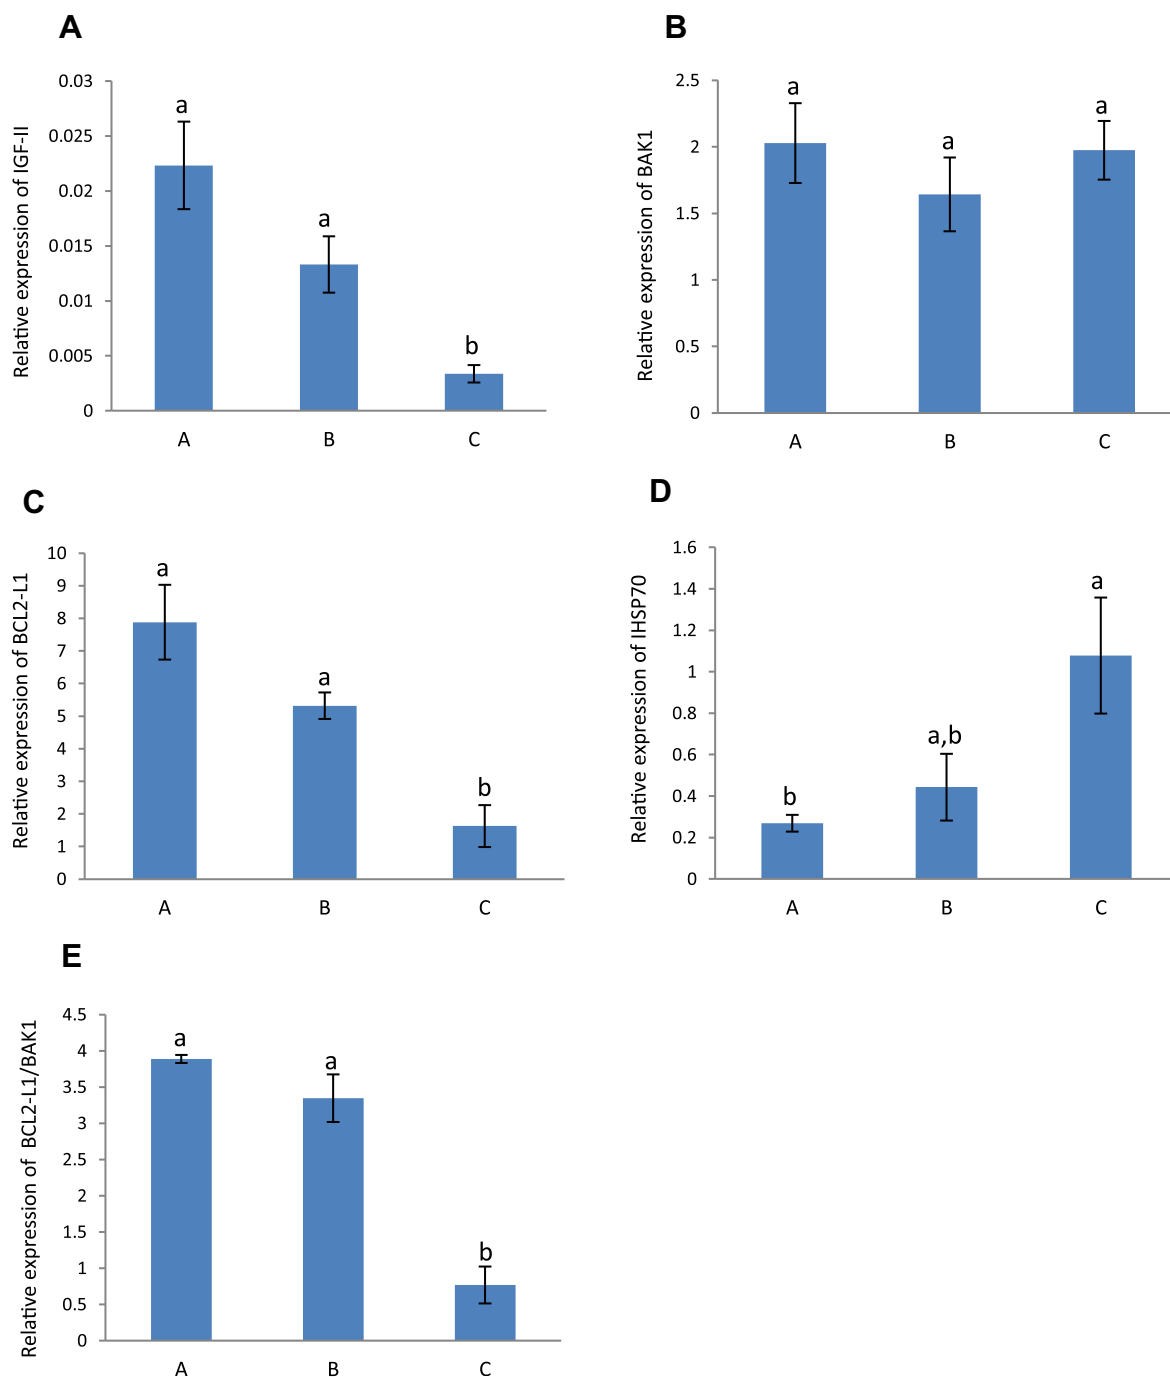 A
Relative expression of IGF-II
0.03
0.025
0.02
0.015
0.01
0.005
0
a
a
b
A B C
B
Relative expression of BAK1
2.5
2
1.5
1
0.5
0
a
a
a
A B C
C
Relative expression of BCL2-L1
10
9
8
7
6
5
4
3
2
1
0
a
a
b
A B C
D
Relative expression of IHSP70
1.6
1.4
1.2
1
0.8
0.6
0.4
0.2
0
b
a,b
a
A B C
E
Relative expression of BCL2-L1/BAK1
4.5
4
3.5
3
2.5
2
1.5
1
0.5
0
a
a
b
A B C